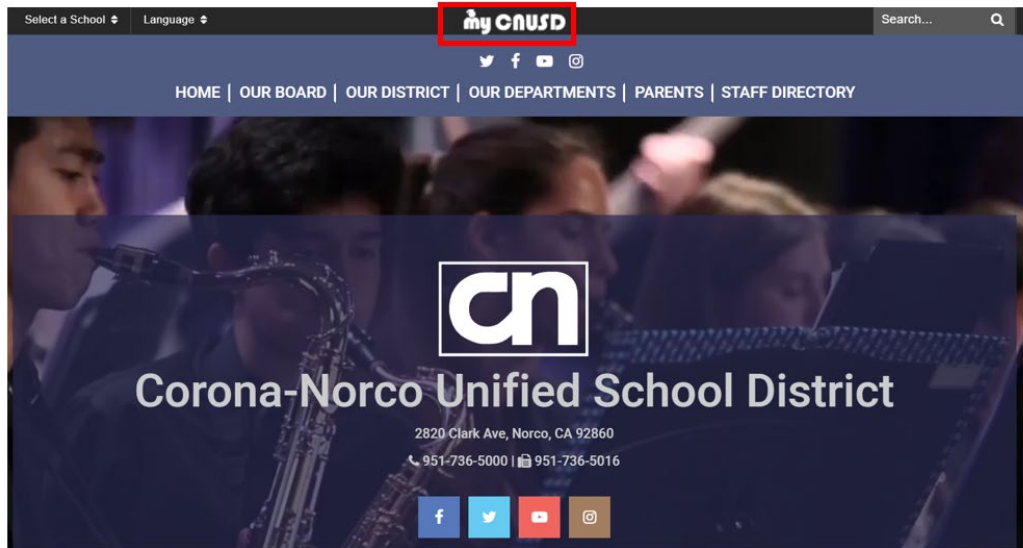 Select a School
Language
my CNUSD
Search...
HOME | OUR BOARD | OUR DISTRICT | OUR DEPARTMENTS | PARENTS | STAFF DIRECTORY
cn
Corona-Norco Unified School District
2820 Clark Ave, Norco, CA 92860
951-736-5000 | 951-736-5016